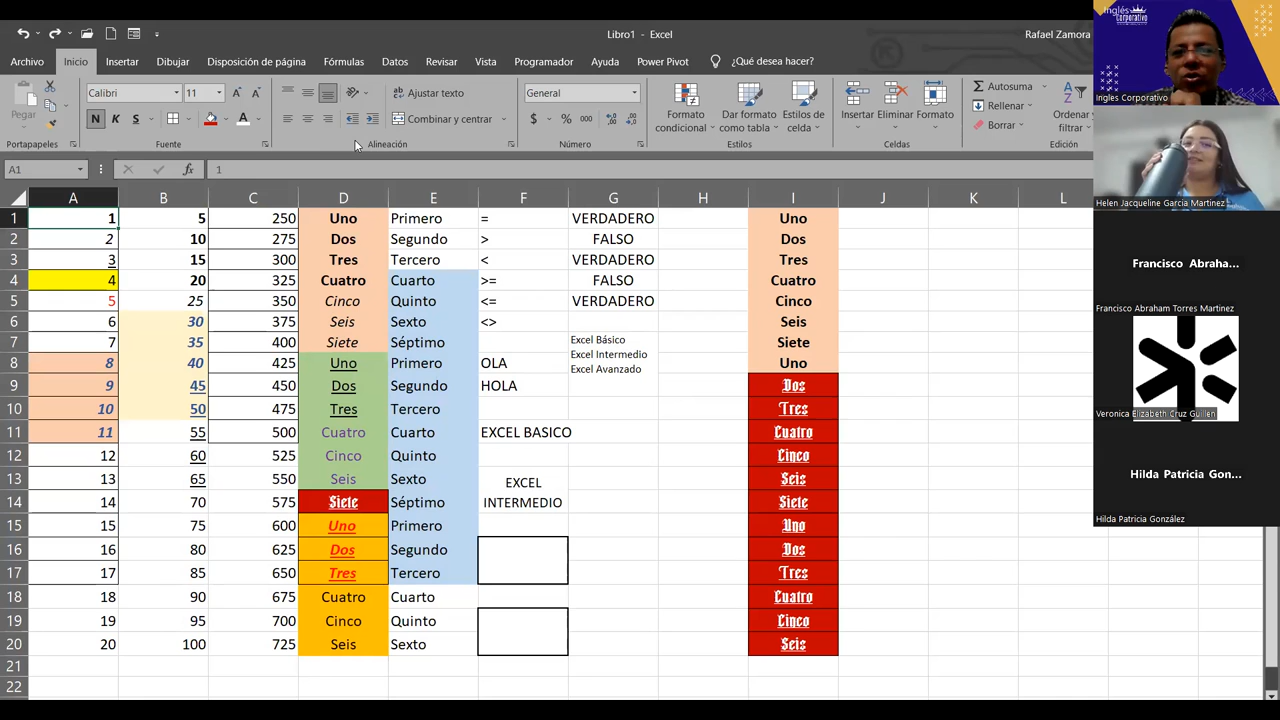 Libro1 - Excel
Rafael Zamora
Archivo Inicio Insertar Dibujar Disposición de página Fórmulas Datos Revisar Vista Programador Ayuda Power Pivot ¿Qué desea hacer?
Calibri 11 Ajustar texto General Autosuma
Pegar Rellenar
N K S Combinar y centrar $ % 000 Borrar
Formato condicional Dar formato como tabla Estilos de celda Insertar Eliminar Formato Ordenar y filtrar
Portapapeles Fuente Alineación Número Estilos Celdas Edición
A1 fx 1
A B C D E F G H I J K L
1 1 5 250 Uno Primero = VERDADERO Uno
2 2 10 275 Dos Segundo > FALSO Dos
3 3 15 300 Tres Tercero < VERDADERO Tres
4 4 20 325 Cuatro Cuarto >= FALSO Cuatro
5 5 25 350 Cinco Quinto <= VERDADERO Cinco
6 6 30 375 Seis Sexto <> Seis
7 7 35 400 Siete Séptimo Excel Básico Siete
Excel Intermedio
8 8 40 425 Uno Primero OLA Excel Avanzado Uno
9 9 45 450 Dos Segundo HOLA Dos
10 10 50 475 Tres Tercero Tres
11 11 55 500 Cuatro Cuarto EXCEL BASICO Cuatro
12 12 60 525 Cinco Quinto Cinco
13 13 65 550 Seis Sexto EXCEL Seis
14 14 70 575 Siete Séptimo INTERMEDIO Siete
15 15 75 600 Uno Primero Uno
16 16 80 625 Dos Segundo Dos
17 17 85 650 Tres Tercero Tres
18 18 90 675 Cuatro Cuarto Cuatro
19 19 95 700 Cinco Quinto Cinco
20 20 100 725 Seis Sexto Seis
21
22
Inglés
Corporativo
Ingles Corporativo
Helen Jacqueline Garcia Martinez
Francisco Abraha...
Francisco Abraham Torres Martinez
Veronica Elizabeth Cruz Guillen
Hilda Patricia Gon...
Hilda Patricia González